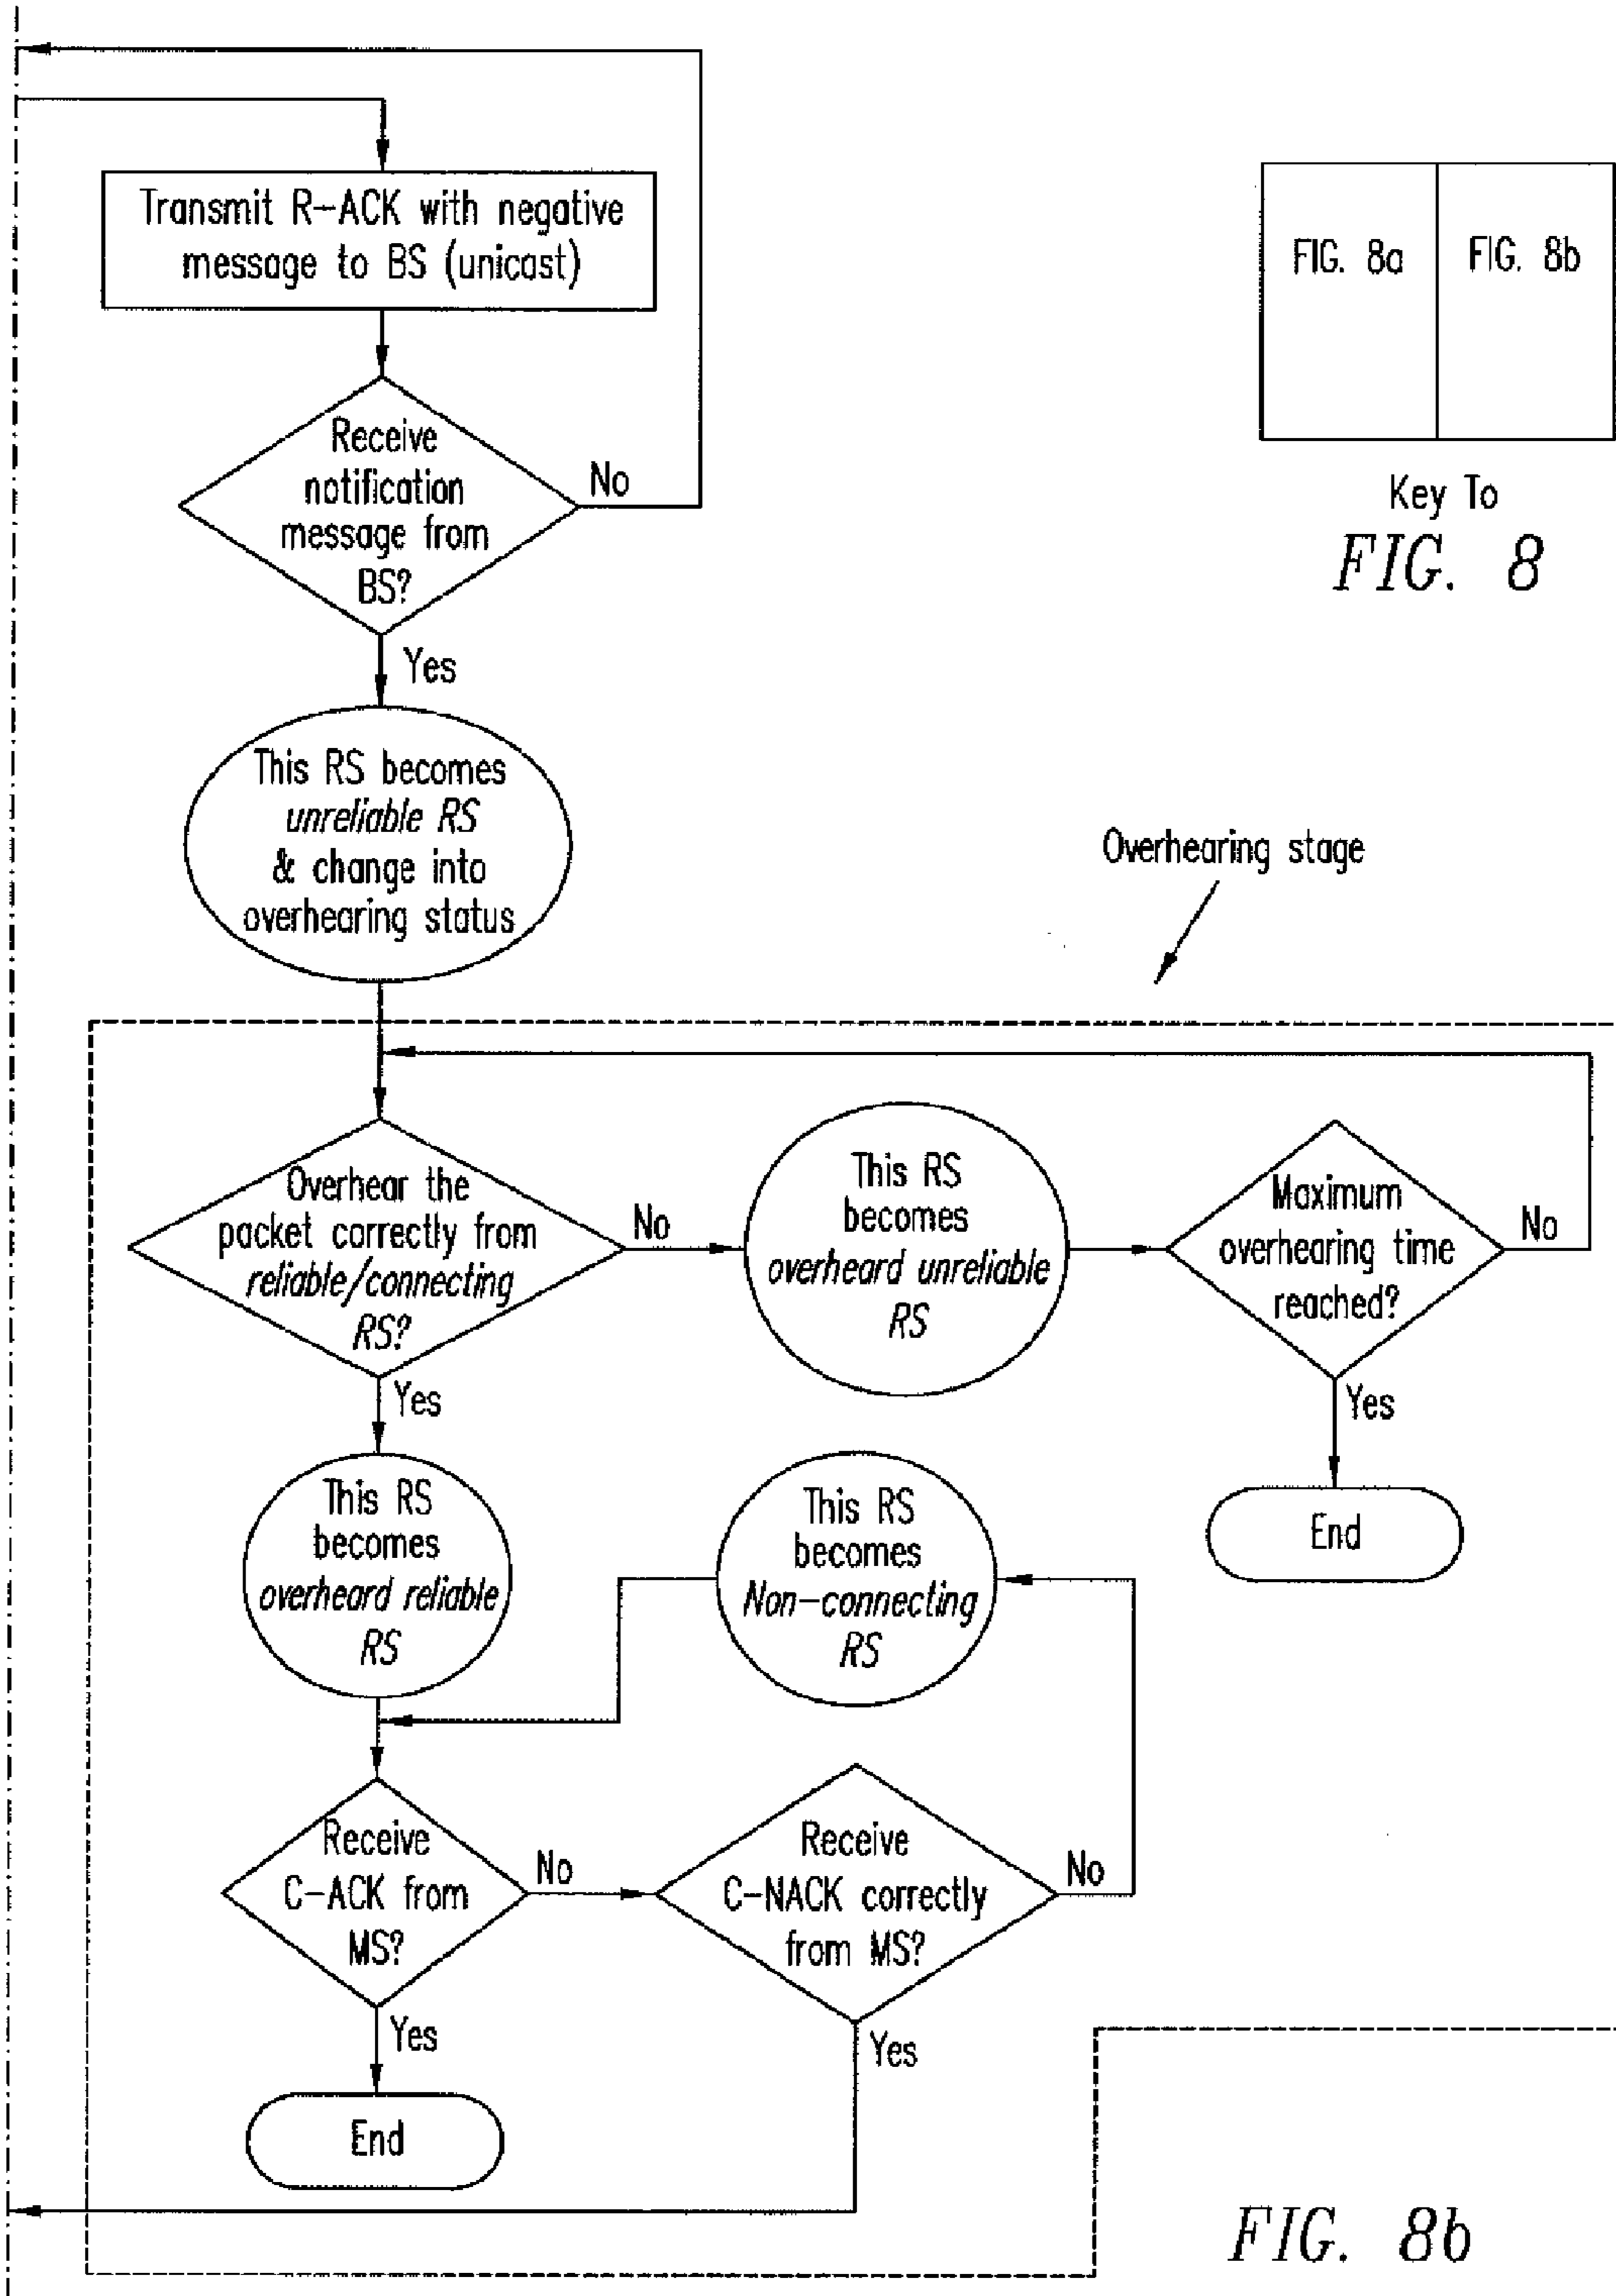 Transmit R-ACK with negative
message to BS (unicast)
FIG. 8a
FIG. 8b
Key To
FIG. 8
Receive
notification
message from
BS?
No
Yes
This RS becomes
unreliable RS
& change into
overhearing status
Overhearing stage
Overhear the
packet correctly from
reliable/connecting
RS?
No
This RS
becomes
overheard unreliable
RS
Maximum
overhearing time
reached?
No
Yes
Yes
End
This RS
becomes
overheard reliable
RS
This RS
becomes
Non-connecting
RS
Receive
C-ACK from
MS?
No
Receive
C-NACK correctly
from MS?
No
Yes
Yes
End
FIG. 8b